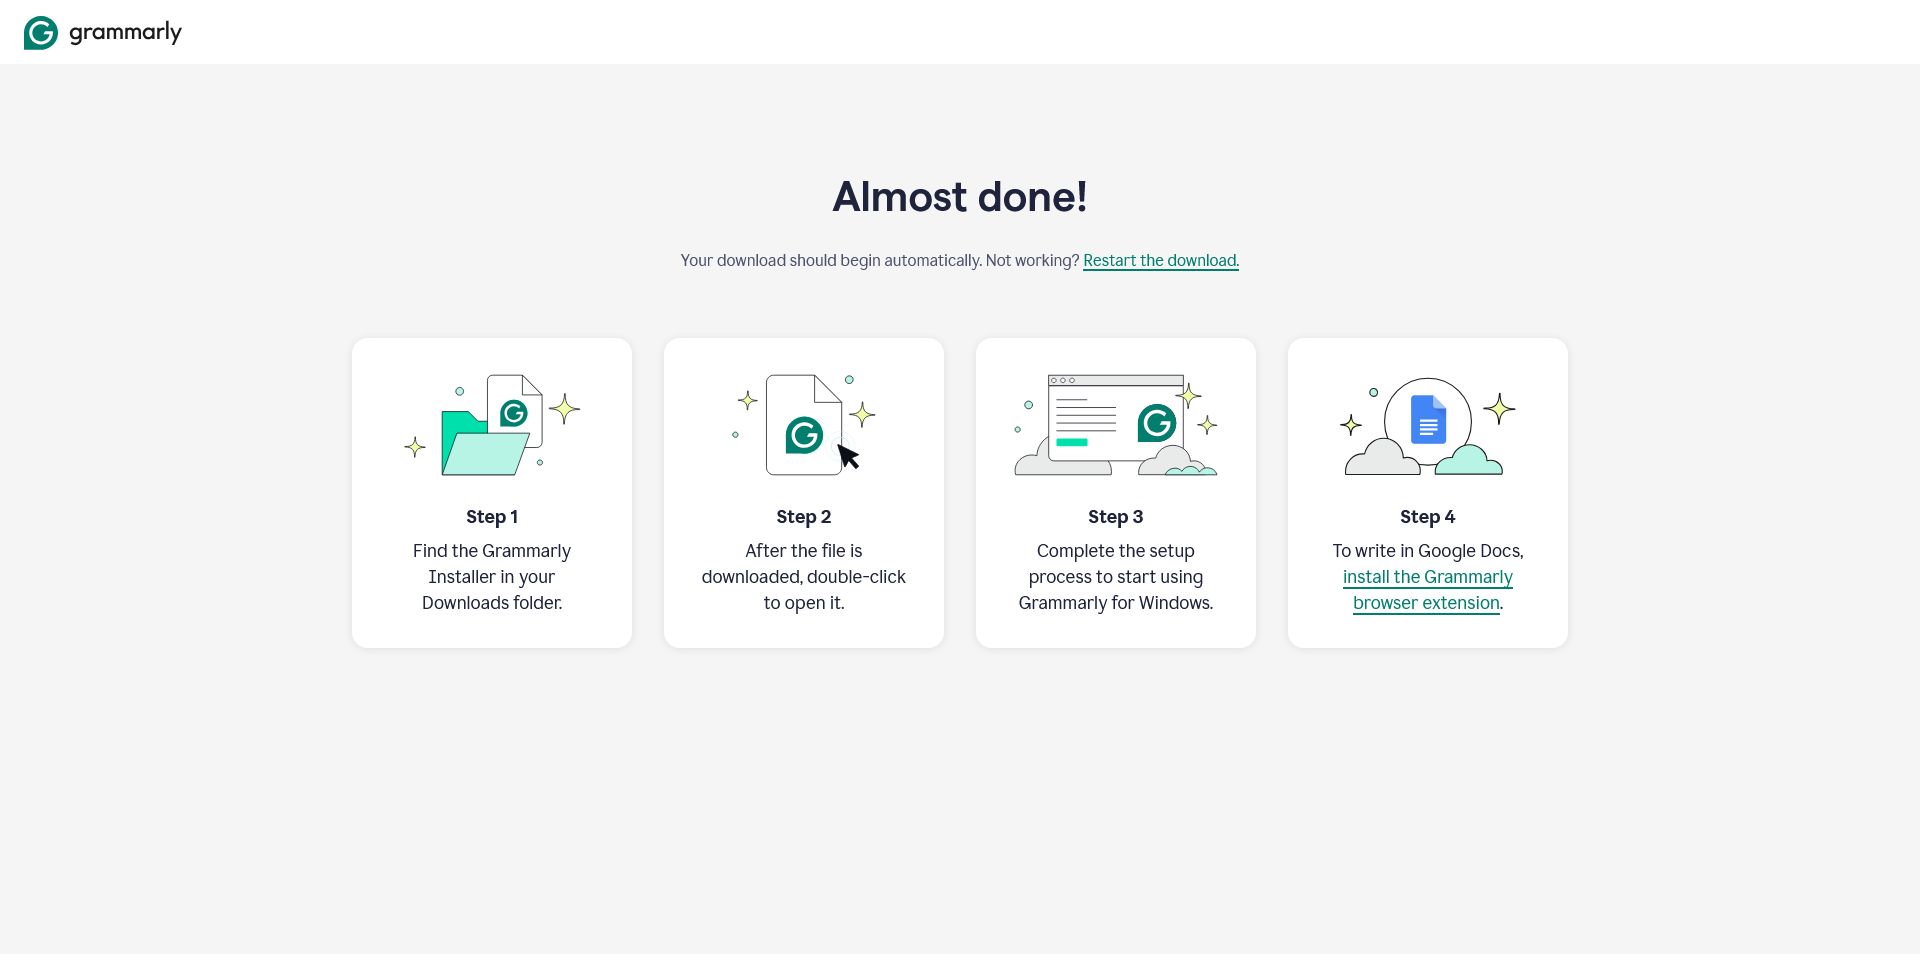 grammarly
Almost done!
Your download should begin automatically. Not working? Restart the download.
Step 1
Find the Grammarly
Installer in your
Downloads folder.
Step 2
After the file is
downloaded, double-click
to open it.
Step 3
Complete the setup
process to start using
Grammarly for Windows.
Step 4
To write in Google Docs,
install the Grammarly
browser extension.